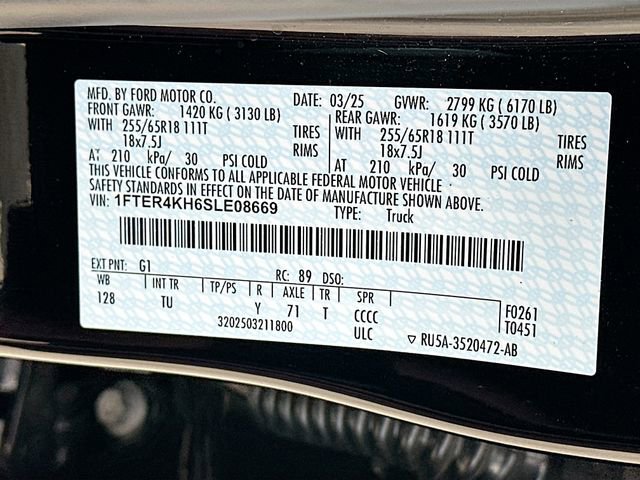 MFD. BY FORD MOTOR CO. DATE: 03/25 GVWR: 2799 KG ( 6170 LB)
FRONT GAWR: 1420 KG ( 3130 LB) REAR GAWR: 1619 KG ( 3570 LB)
WITH 255/65R18 111T TIRES WITH 255/65R18 111T TIRES
18x7.5J RIMS 18x7.5J RIMS
AT 210 kPa/ 30 PSI COLD AT 210 kPa/ 30 PSI COLD
THIS VEHICLE CONFORMS TO ALL APPLICABLE FEDERAL MOTOR VEHICLE
SAFETY STANDARDS IN EFFECT ON THE DATE OF MANUFACTURE SHOWN ABOVE.
VIN: 1FTER4KH6SLE08669 TYPE: Truck
EXT PNT: G1 RC: 89 DSO:
WB INT TR TP/PS R AXLE TR SPR F0261
128 TU Y 71 T CCCC T0451
3202503211800 ULC ▽ RU5A-3520472-AB